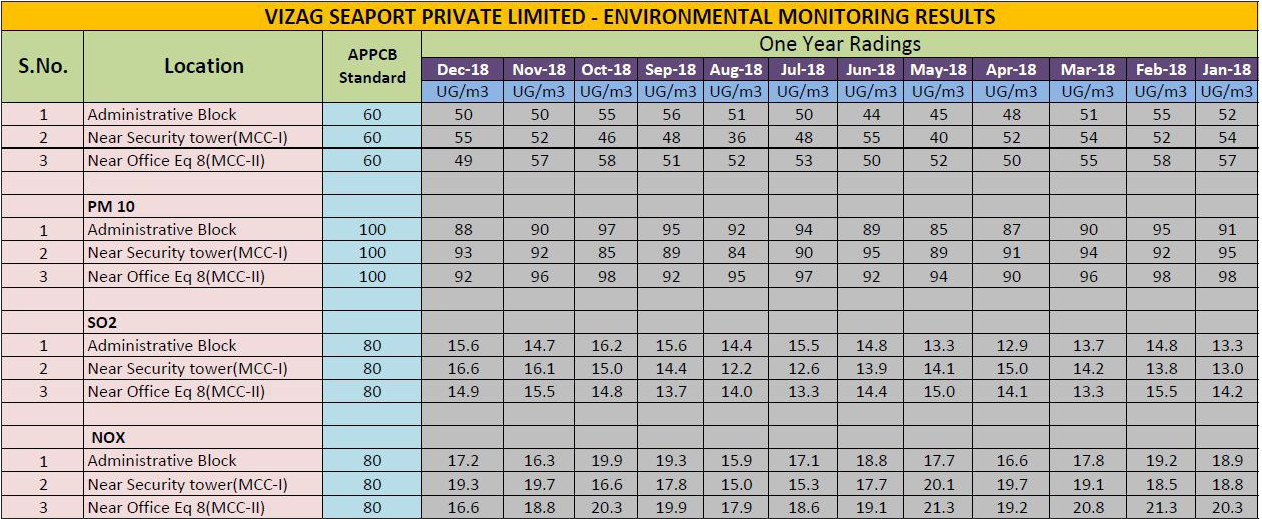 VIZAG SEAPORT PRIVATE LIMITED - ENVIRONMENTAL MONITORING RESULTS
S.No. Location APPCB Standard One Year Radings
Dec-18 Nov-18 Oct-18 Sep-18 Aug-18 Jul-18 Jun-18 May-18 Apr-18 Mar-18 Feb-18 Jan-18
UG/m3 UG/m3 UG/m3 UG/m3 UG/m3 UG/m3 UG/m3 UG/m3 UG/m3 UG/m3 UG/m3 UG/m3
1 Administrative Block 60 50 50 55 56 51 50 44 45 48 51 55 52
2 Near Security tower(MCC-I) 60 55 52 46 48 36 48 55 40 52 54 52 54
3 Near Office Eq 8(MCC-II) 60 49 57 58 51 52 53 50 52 50 55 58 57
PM 10
1 Administrative Block 100 88 90 97 95 92 94 89 85 87 90 95 91
2 Near Security tower(MCC-I) 100 93 92 85 89 84 90 95 89 91 94 92 95
3 Near Office Eq 8(MCC-II) 100 92 96 98 92 95 97 92 94 90 96 98 98
SO2
1 Administrative Block 80 15.6 14.7 16.2 15.6 14.4 15.5 14.8 13.3 12.9 13.7 14.8 13.3
2 Near Security tower(MCC-I) 80 16.6 16.1 15.0 14.4 12.2 12.6 13.9 14.1 15.0 14.2 13.8 13.0
3 Near Office Eq 8(MCC-II) 80 14.9 15.5 14.8 13.7 14.0 13.3 14.4 15.0 14.1 13.3 15.5 14.2
NOX
1 Administrative Block 80 17.2 16.3 19.9 19.3 15.9 17.1 18.8 17.7 16.6 17.8 19.2 18.9
2 Near Security tower(MCC-I) 80 19.3 19.7 16.6 17.8 15.0 15.3 17.7 20.1 19.7 19.1 18.5 18.8
3 Near Office Eq 8(MCC-II) 80 16.6 18.8 20.3 19.9 17.9 18.6 19.1 21.3 19.2 20.8 21.3 20.3